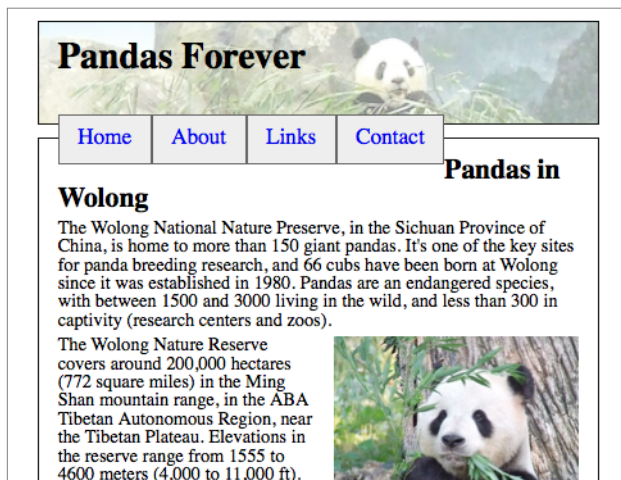 Pandas Forever
Home About Links Contact
Pandas in
Wolong
The Wolong National Nature Preserve, in the Sichuan Province of
China, is home to more than 150 giant pandas. It's one of the key sites
for panda breeding research, and 66 cubs have been born at Wolong
since it was established in 1980. Pandas are an endangered species,
with between 1500 and 3000 living in the wild, and less than 300 in
captivity (research centers and zoos).
The Wolong Nature Reserve
covers around 200,000 hectares
(772 square miles) in the Ming
Shan mountain range, in the ABA
Tibetan Autonomous Region, near
the Tibetan Plateau. Elevations in
the reserve range from 1555 to
4600 meters (4,000 to 11,000 ft).